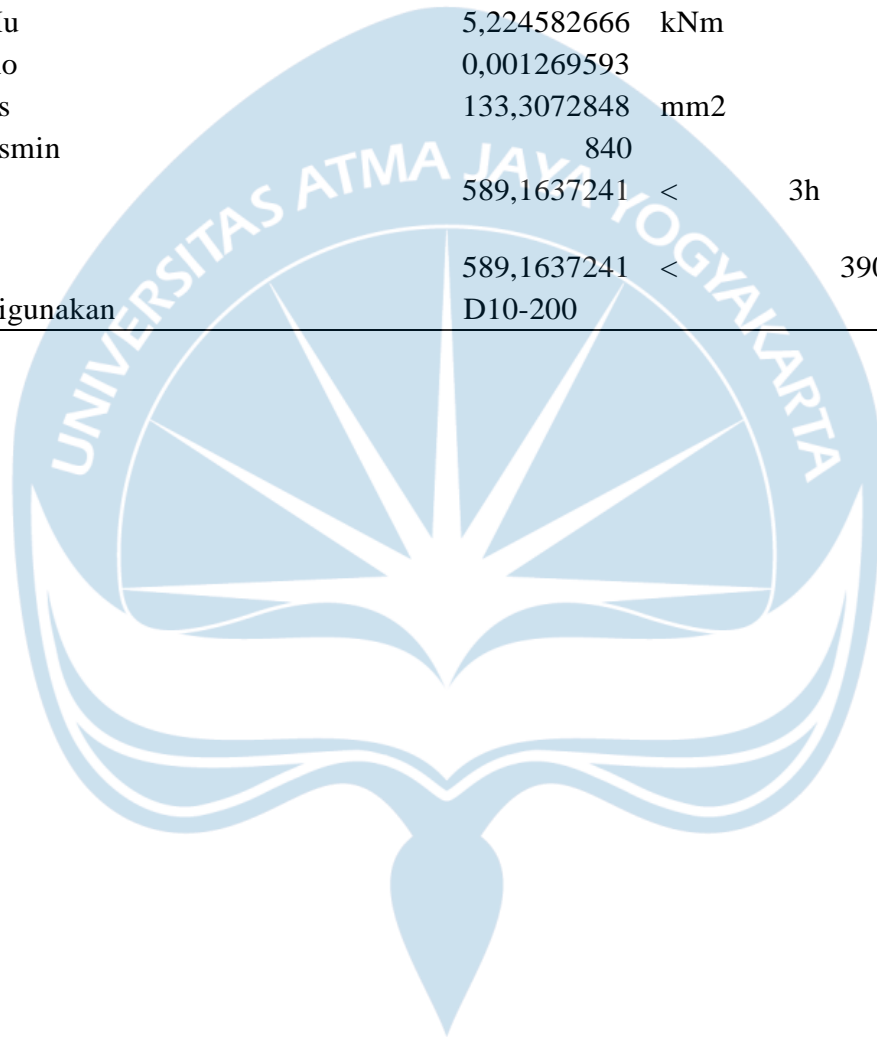 u 5,224582666 kNm
o 0,001269593
s 133,3072848 mm2
smin 840
589,1637241 < 3h
589,1637241 < 390
igunakan D10-200
UNIVERSITAS ATMA JAYA YOGYAKARTA